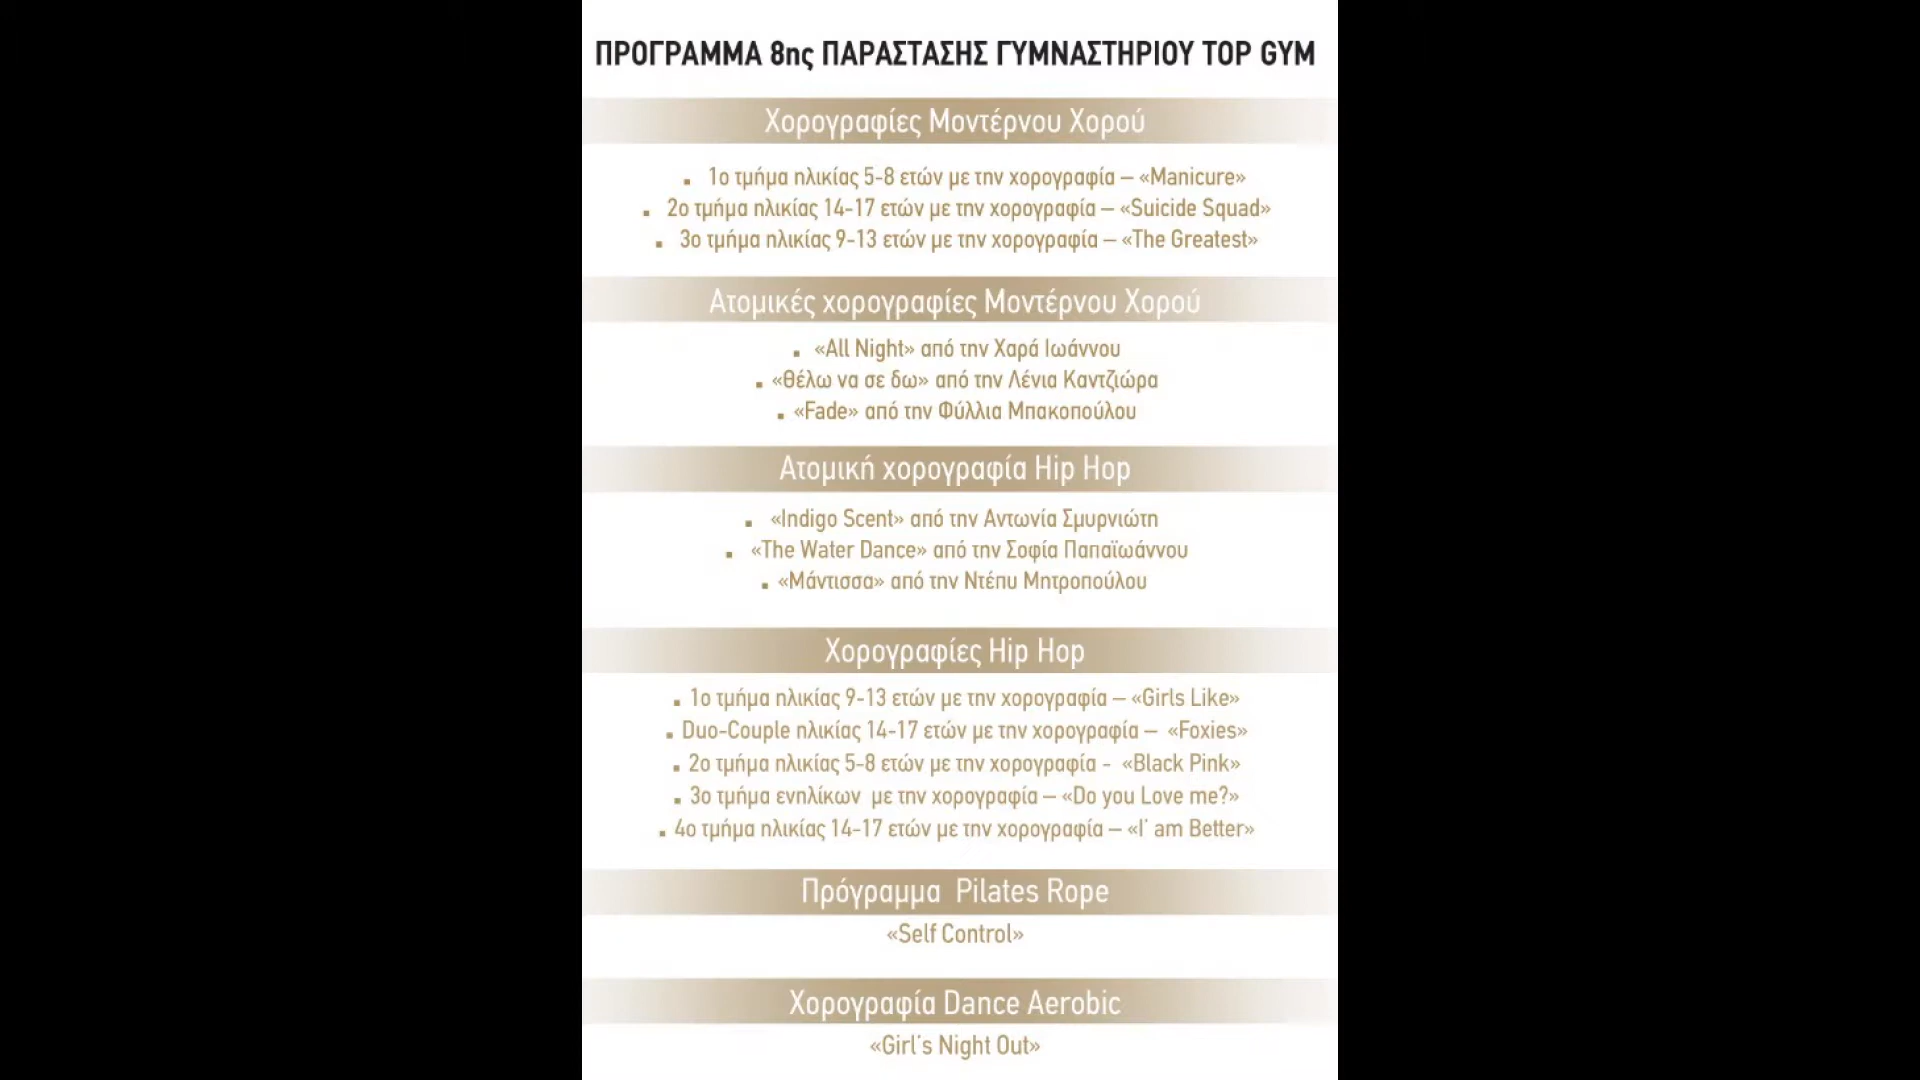 ΠΡΟΓΡΑΜΜΑ 8ης ΠΑΡΑΣΤΑΣΗΣ ΓΥΜΝΑΣΤΗΡΙΟΥ TOP GYM
Χορογραφίες Μοντέρνου Χορού
▪ 1ο τμήμα ηλικίας 5-8 ετών με την χορογραφία – «Manicure»
▪ 2ο τμήμα ηλικίας 14-17 ετών με την χορογραφία – «Suicide Squad»
▪ 3ο τμήμα ηλικίας 9-13 ετών με την χορογραφία – «The Greatest»
Ατομικές χορογραφίες Μοντέρνου Χορού
▪ «All Night» από την Χαρά Ιωάννου
▪ «Θέλω να σε δω» από την Λένια Καντζιώρα
▪ «Fade» από την Φύλλια Μπακοπούλου
Ατομική χορογραφία Hip Hop
▪ «Indigo Scent» από την Αντωνία Σμυρνιώτη
▪ «The Water Dance» από την Σοφία Παπαϊωάννου
▪ «Μάντισσα» από την Ντέπυ Μητροπούλου
Χορογραφίες Hip Hop
▪ 1ο τμήμα ηλικίας 9-13 ετών με την χορογραφία – «Girls Like»
▪ Duo-Couple ηλικίας 14-17 ετών με την χορογραφία – «Foxies»
▪ 2ο τμήμα ηλικίας 5-8 ετών με την χορογραφία - «Black Pink»
▪ 3ο τμήμα ενηλίκων με την χορογραφία – «Do you Love me?»
▪ 4ο τμήμα ηλικίας 14-17 ετών με την χορογραφία – «I' am Better»
Πρόγραμμα Pilates Rope
«Self Control»
Χορογραφία Dance Aerobic
«Girl's Night Out»